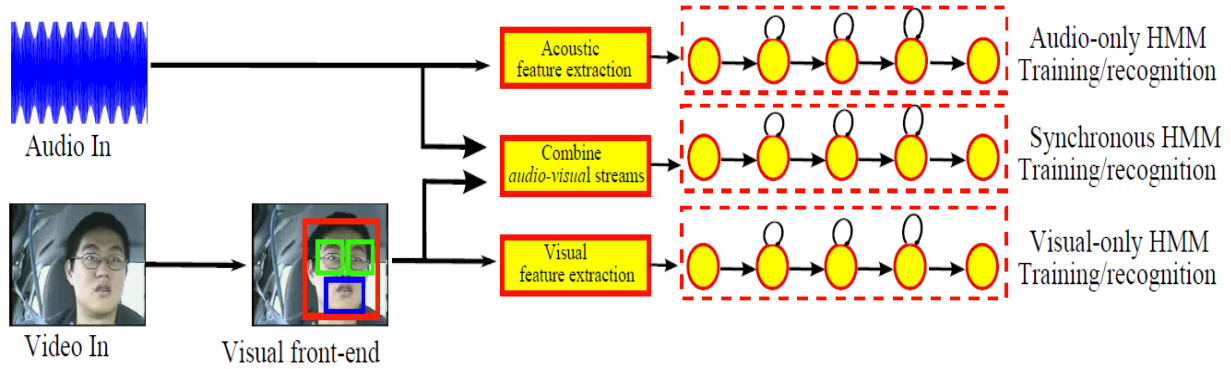 Audio In
Video In
Visual front-end
Acoustic
feature extraction
Combine
audio-visual streams
Visual
feature extraction
Audio-only HMM
Training/recognition
Synchronous HMM
Training/recognition
Visual-only HMM
Training/recognition